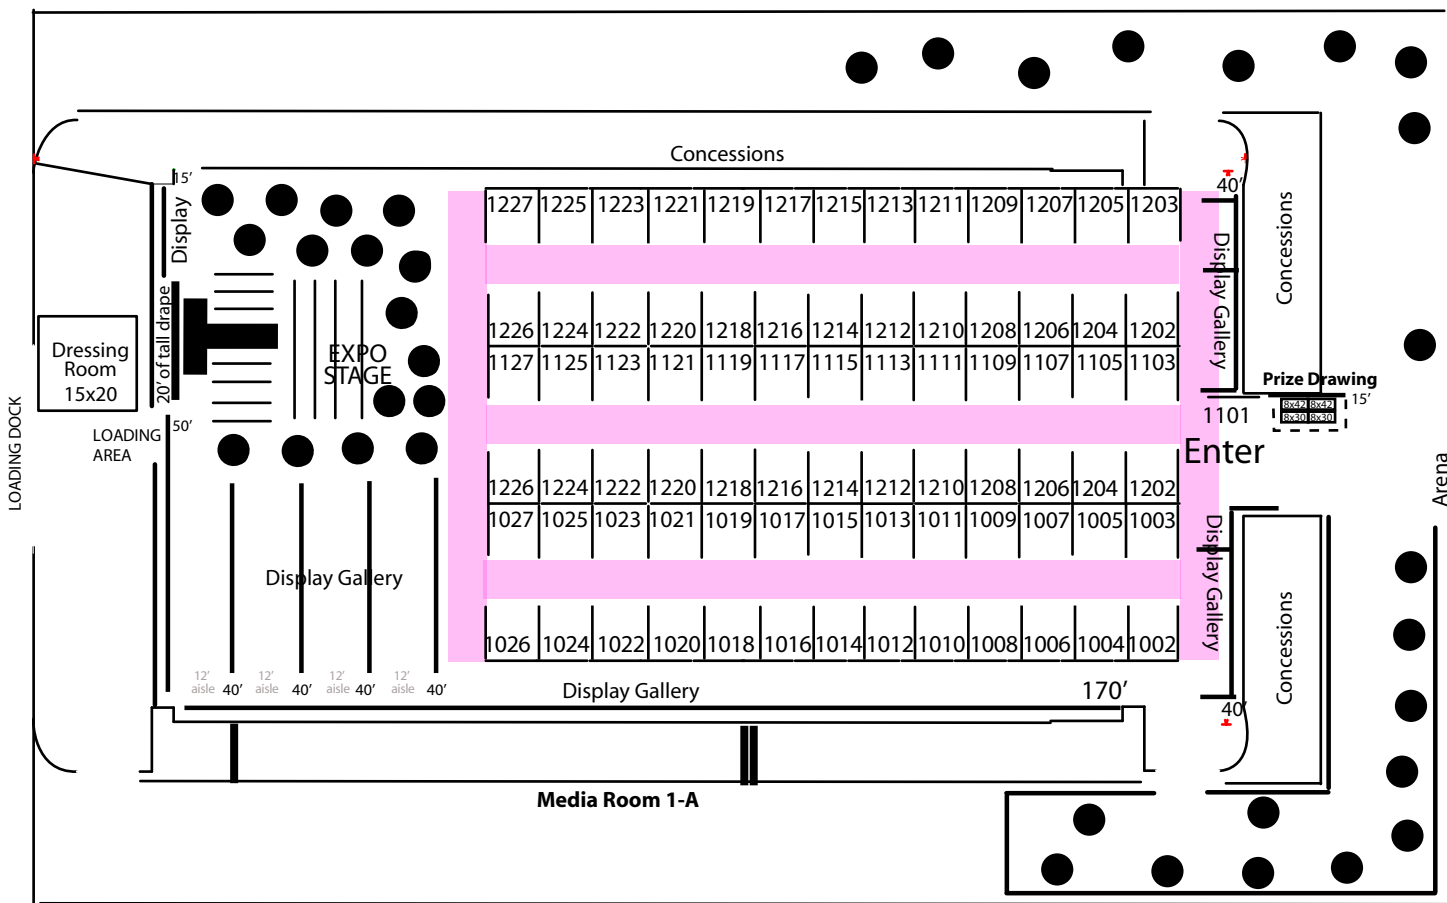 Concessions
15’
40’
1227 1225 1223 1221 1219 1217 1215 1213 1211 1209 1207 1205 1203
Display
Display Gallery
Concessions
20’ of tall drape
1226 1224 1222 1220 1218 1216 1214 1212 1210 1208 1206 1204 1202
1127 1125 1123 1121 1119 1117 1115 1113 1111 1109 1107 1105 1103
EXPO
STAGE
Dressing
Room
15x20
Prize Drawing
15’
8x42 8x42
8x30 8x30
1101
Enter
50’
LOADING
AREA
LOADING DOCK
Arena
1226 1224 1222 1220 1218 1216 1214 1212 1210 1208 1206 1204 1202
1027 1025 1023 1021 1019 1017 1015 1013 1011 1009 1007 1005 1003
Display Gallery
Display Gallery
Concessions
1026 1024 1022 1020 1018 1016 1014 1012 1010 1008 1006 1004 1002
12’
aisle
40’
12’
aisle
40’
12’
aisle
40’
12’
aisle
40’
Display Gallery
170’
40’
Media Room 1-A